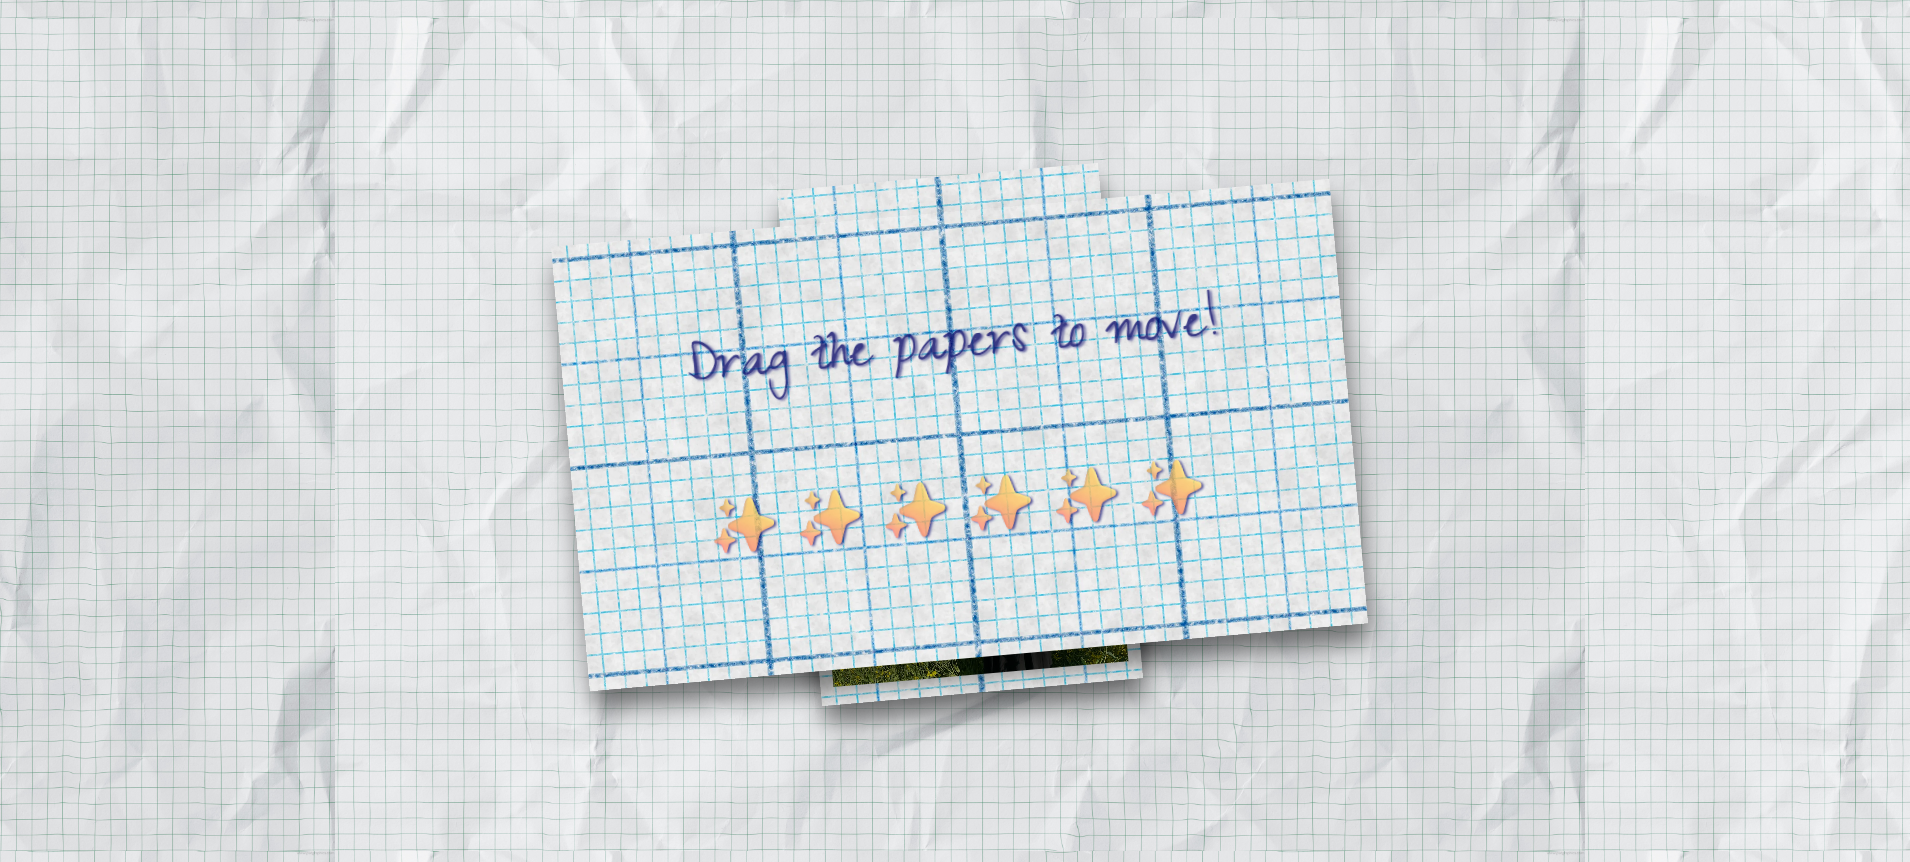 Drag the papers to move!
✨ ✨ ✨ ✨ ✨ ✨